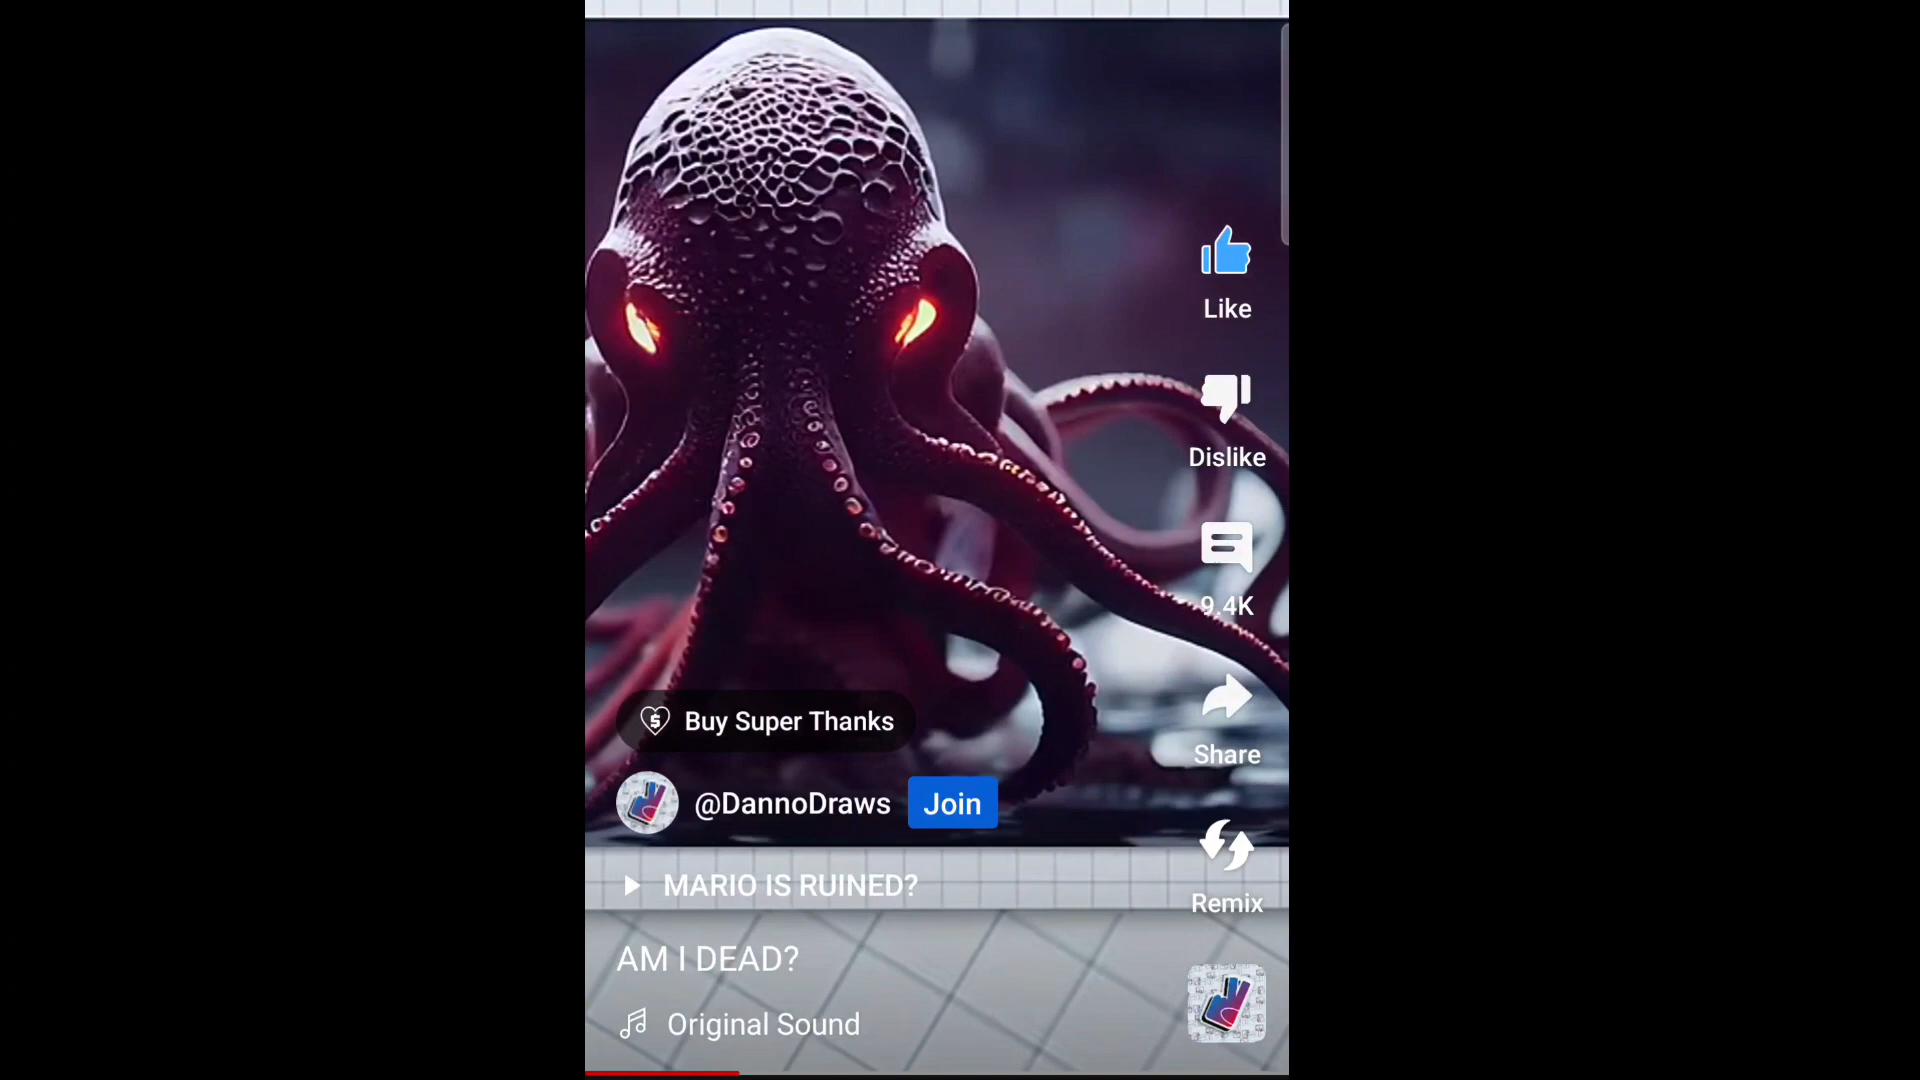 Like
Dislike
9.4K
Buy Super Thanks
Share
@DannoDraws Join
MARIO IS RUINED?
Remix
AM I DEAD?
Original Sound